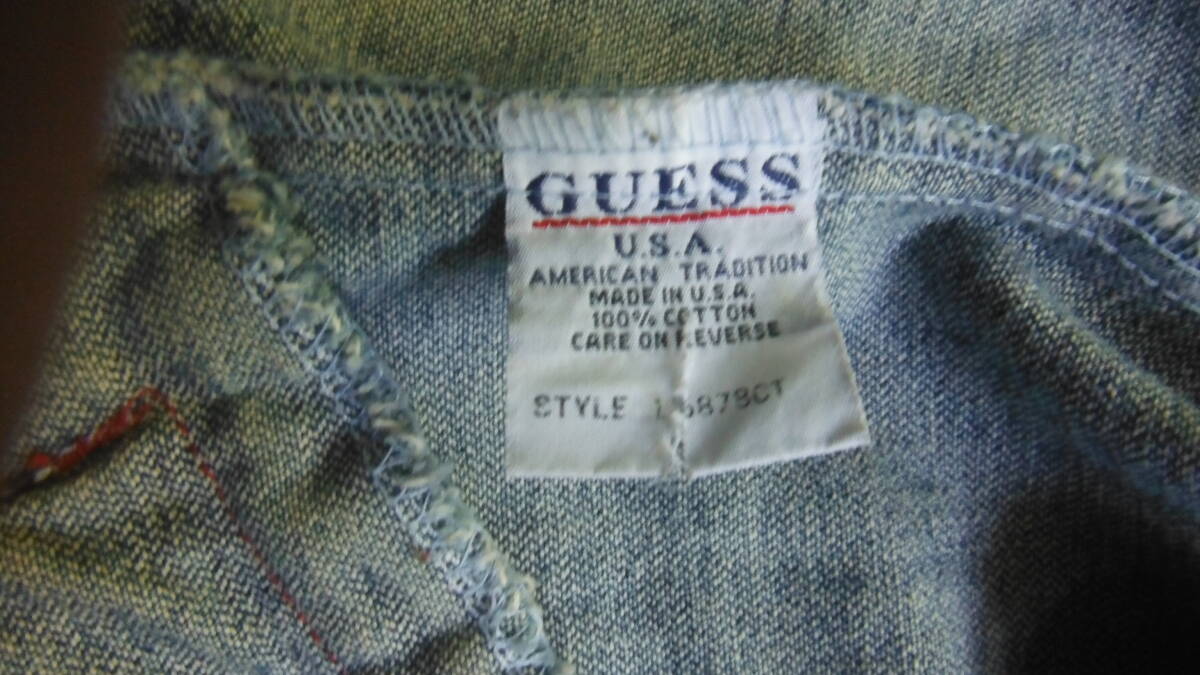 GUESS
U.S.A.
AMERICAN TRADITION
MADE IN U.S.A.
100% COTTON
CARE ON REVERSE
STYLE